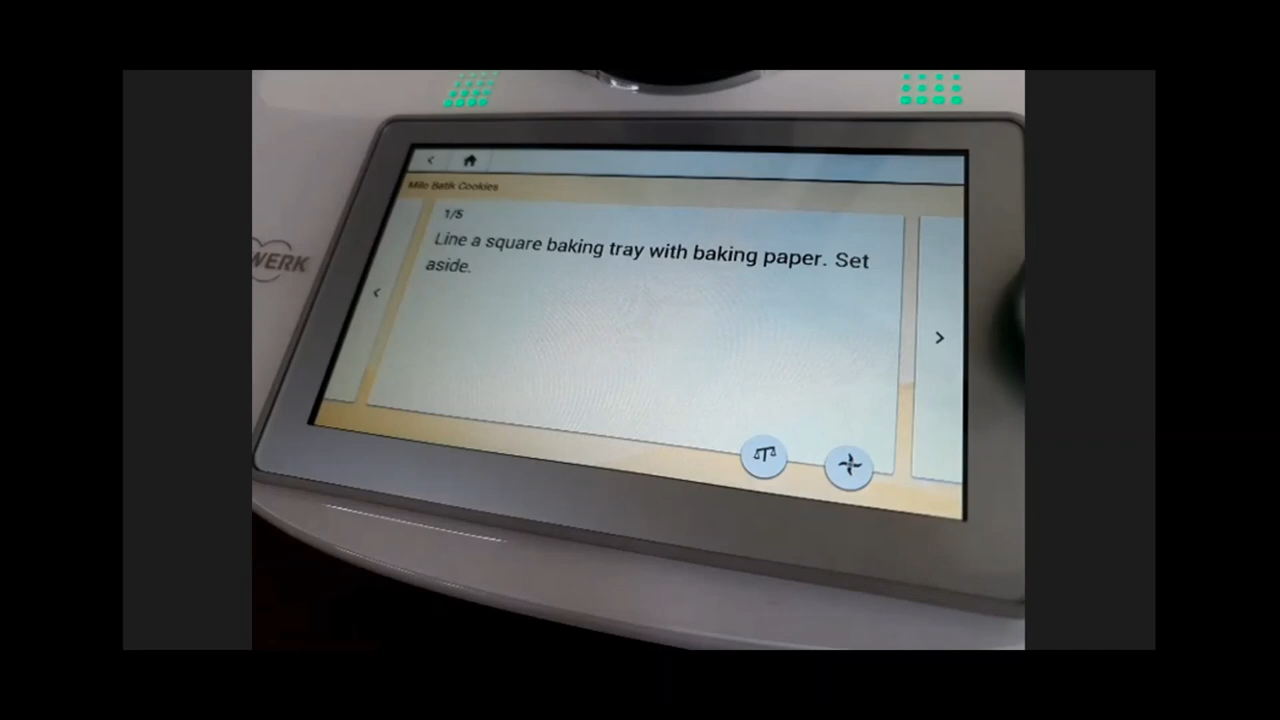 Milo Batik Cookies
1/5
Line a square baking tray with baking paper. Set
aside.
WERK